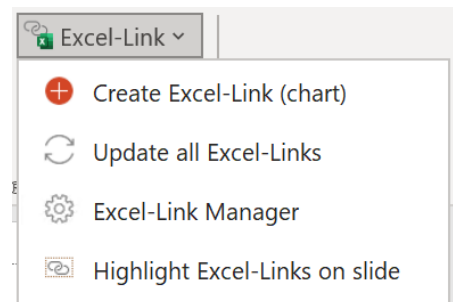 Excel-Link
Create Excel-Link (chart)
Update all Excel-Links
Excel-Link Manager
Highlight Excel-Links on slide